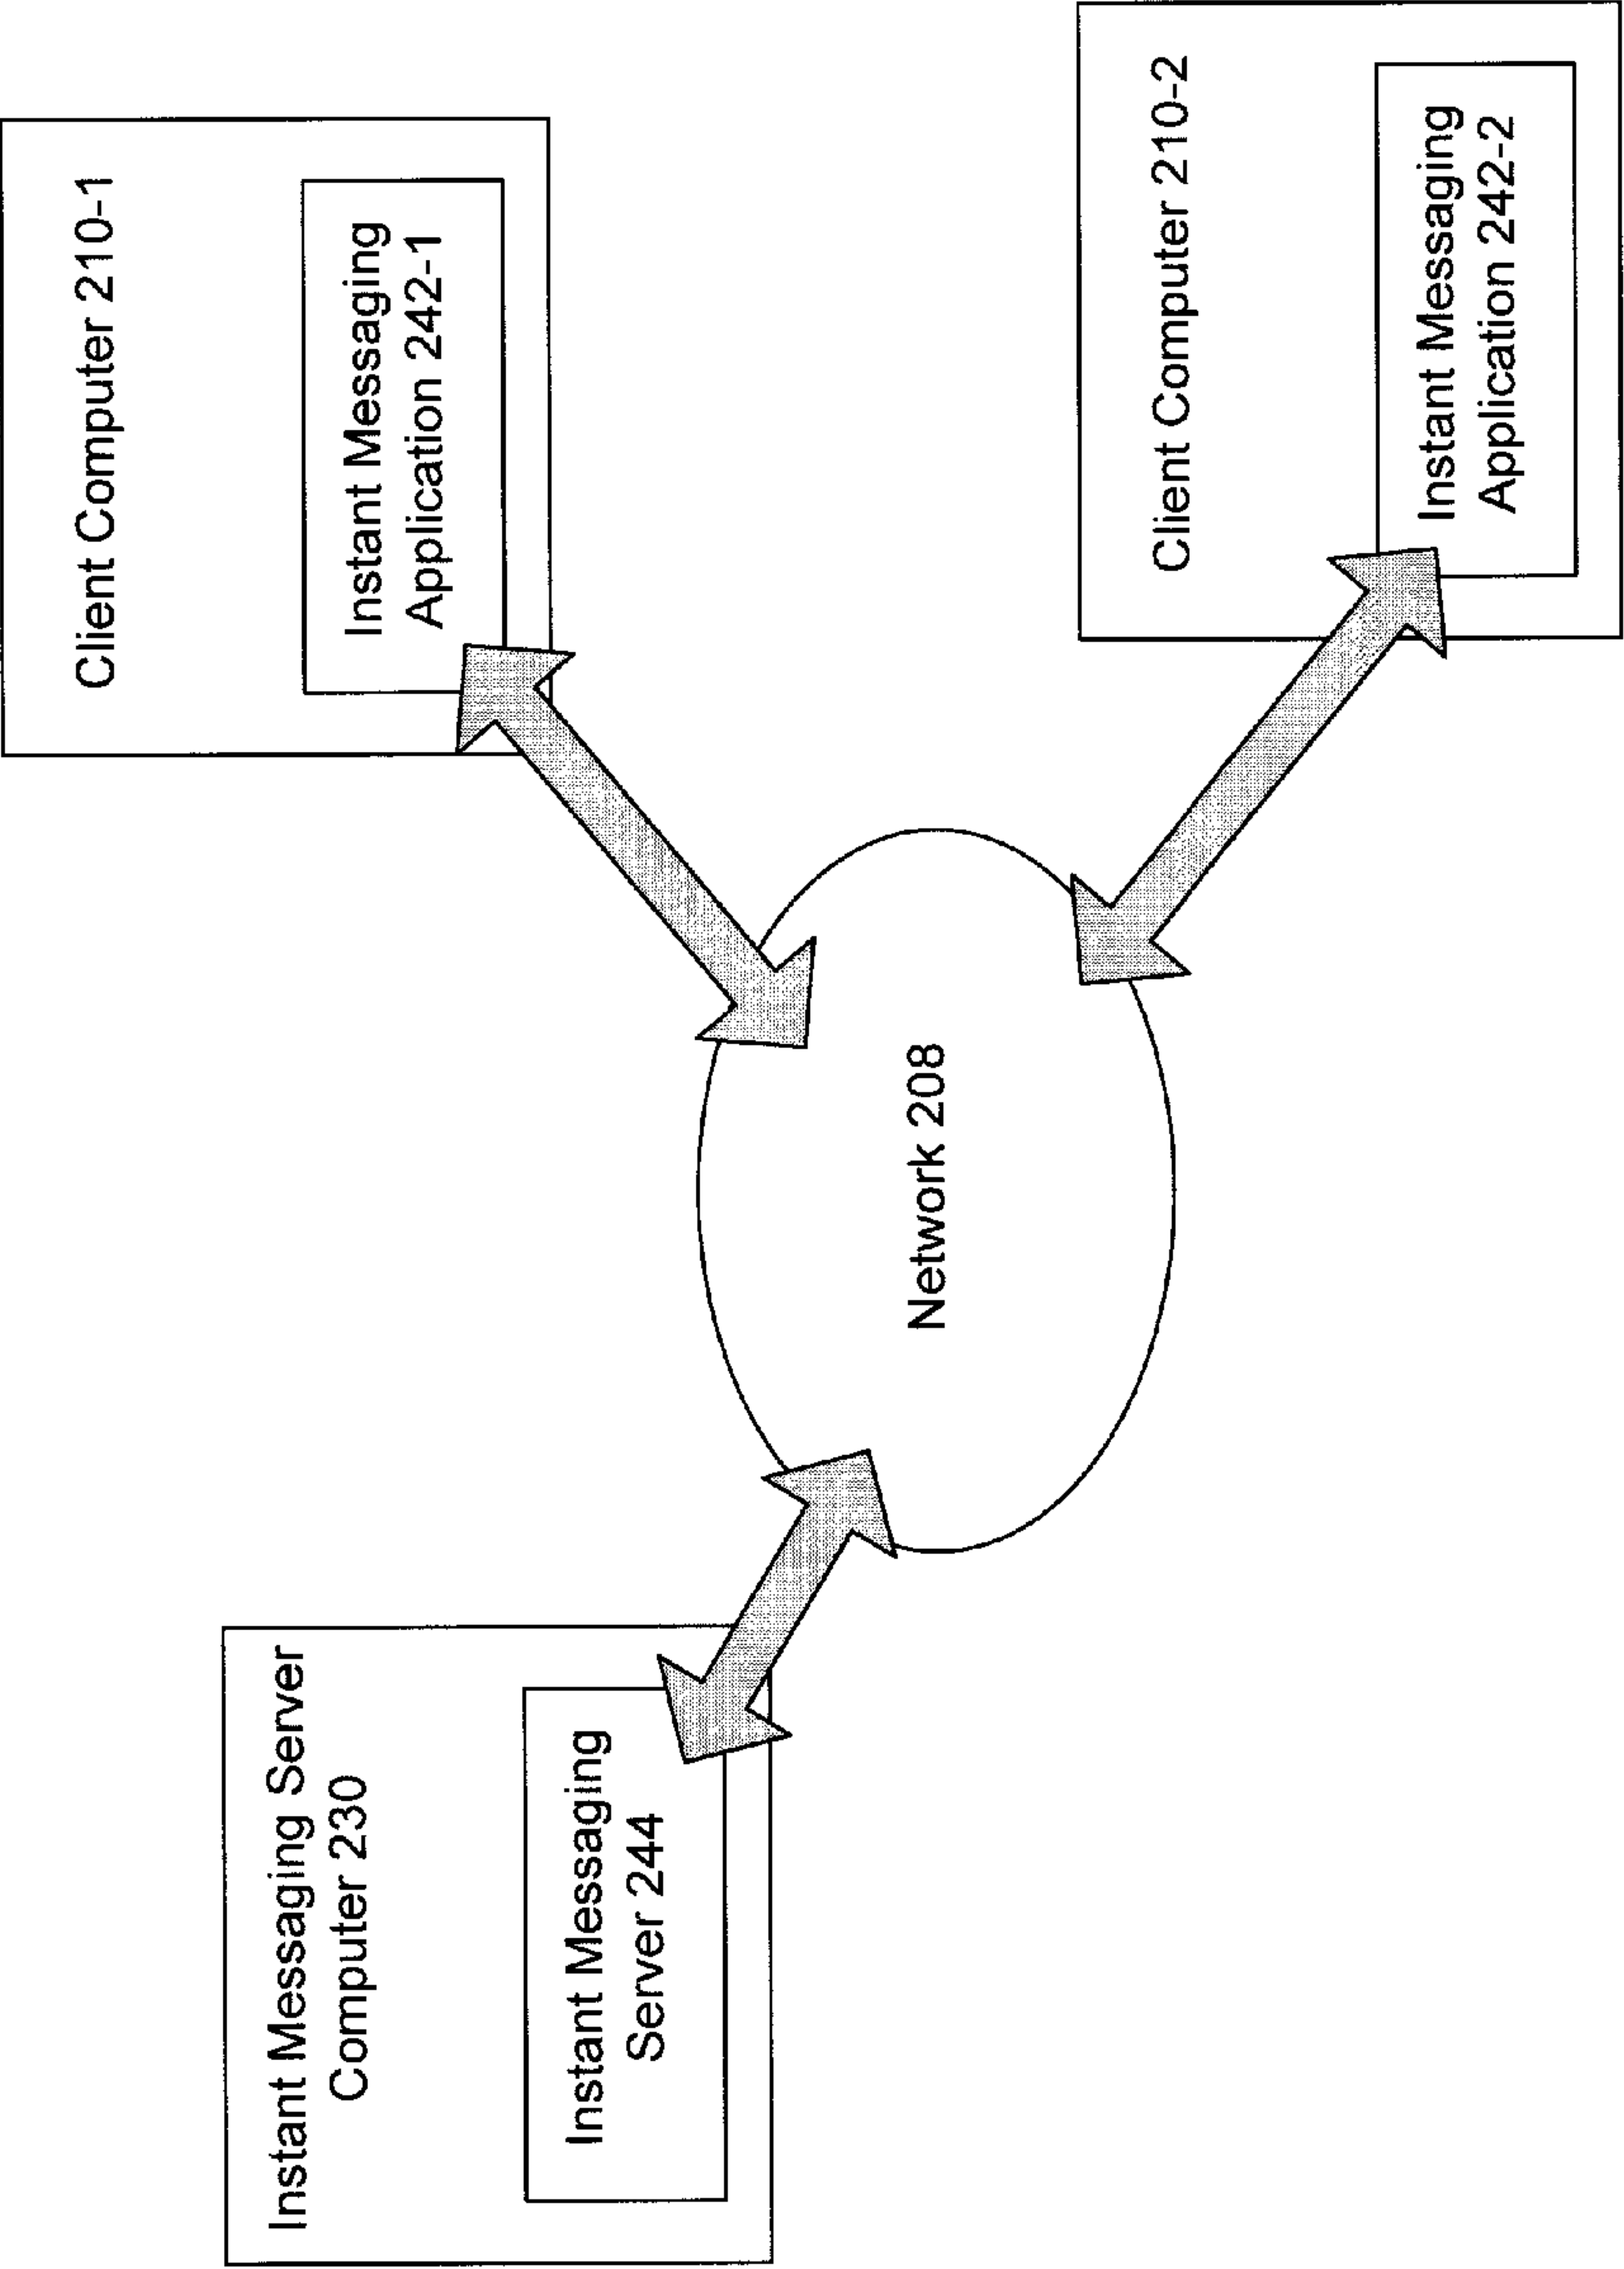 Instant Messaging Server
Computer 230
Instant Messaging
Server 244
Network 208
Client Computer 210-1
Instant Messaging
Application 242-1
Client Computer 210-2
Instant Messaging
Application 242-2